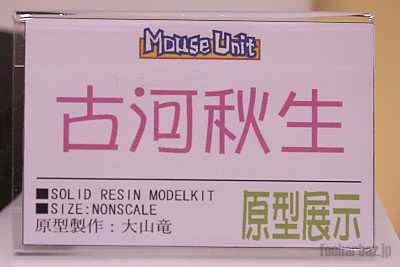 Mouse Unit
古河秋生
■SOLID RESIN MODELKIT
■SIZE:NONSCALE
原型製作：大山竜
原型展示
foobarbaz.jp